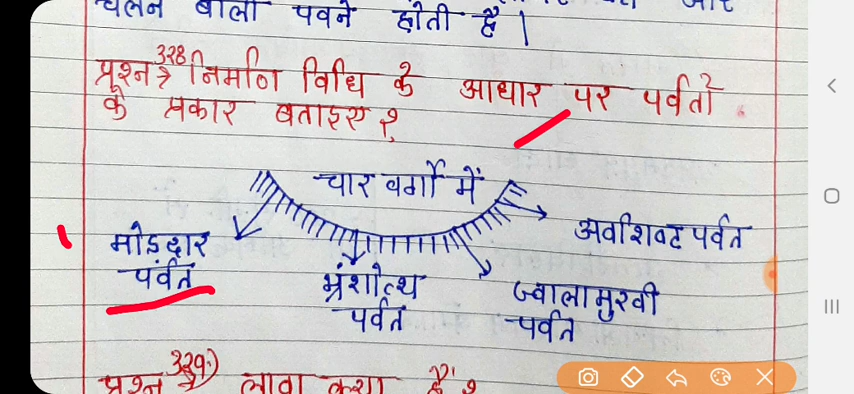 चलने वाली पवने होती है |
प्रश्न 328 → निर्माण विधि के आधार पर पर्वतो
के प्रकार बताइए ?
चार वर्गों में
मोड़दार
पर्वत
भ्रंशोत्थ
पर्वत
ज्वालामुखी
पर्वत
अवशिष्ट पर्वत
प्रश्न 329 → लावा क्या है ?